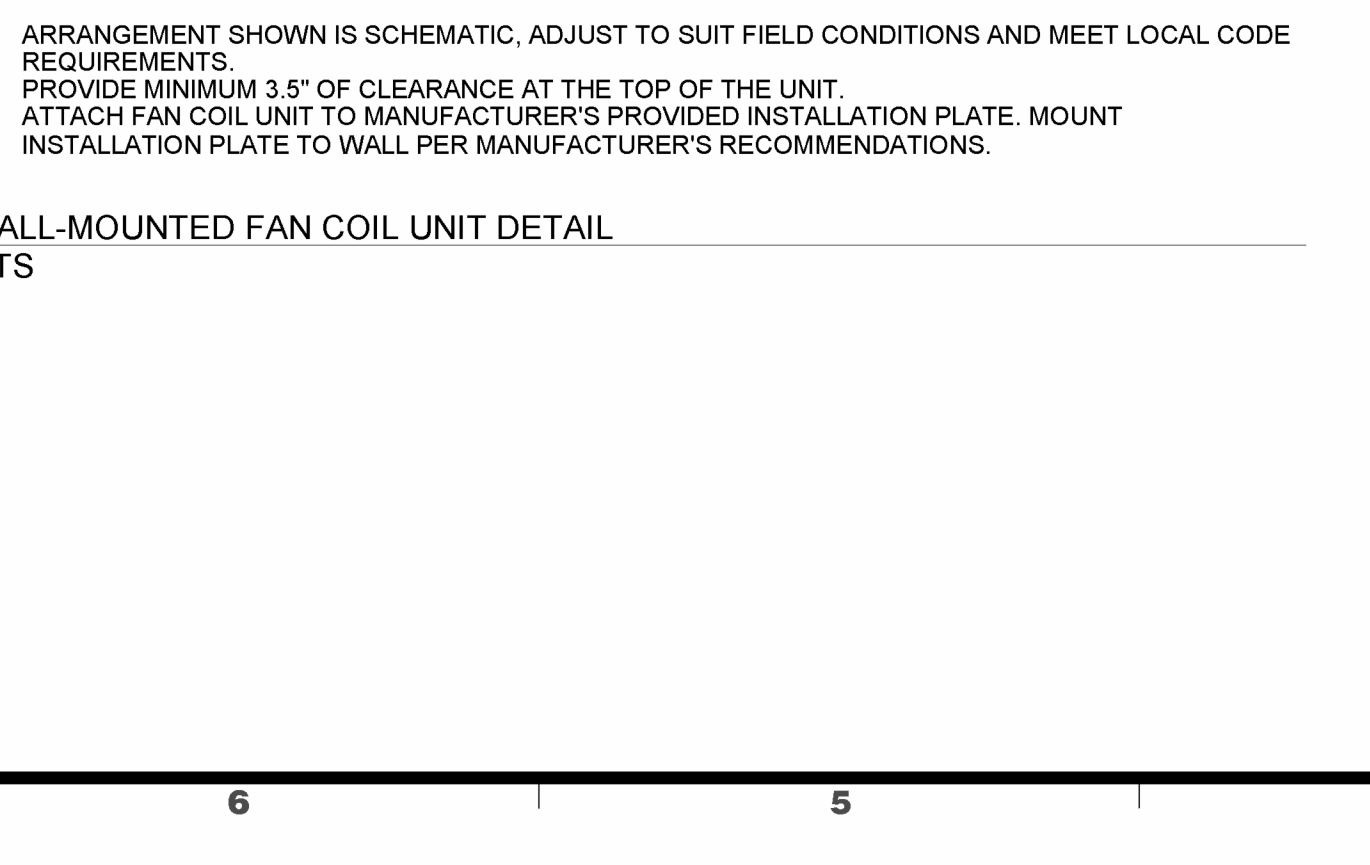 ARRANGEMENT SHOWN IS SCHEMATIC, ADJUST TO SUIT FIELD CONDITIONS AND MEET LOCAL CODE
REQUIREMENTS.
PROVIDE MINIMUM 3.5" OF CLEARANCE AT THE TOP OF THE UNIT.
ATTACH FAN COIL UNIT TO MANUFACTURER'S PROVIDED INSTALLATION PLATE. MOUNT
INSTALLATION PLATE TO WALL PER MANUFACTURER'S RECOMMENDATIONS.
ALL-MOUNTED FAN COIL UNIT DETAIL
TS
6 5